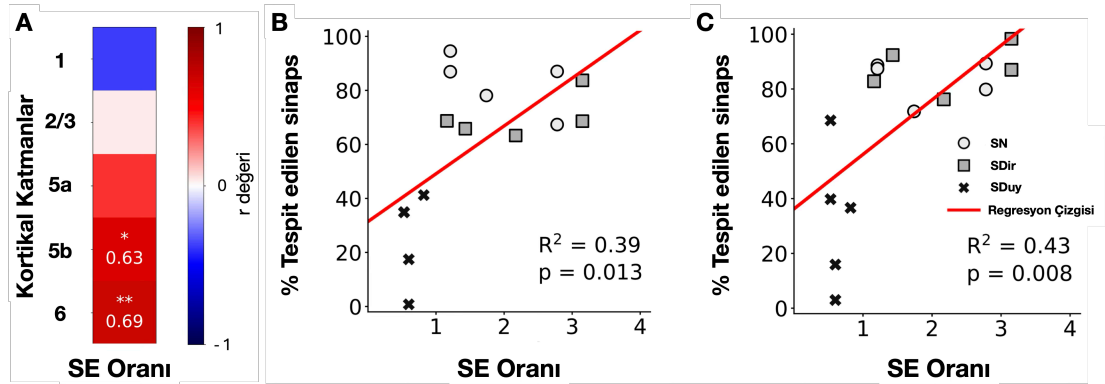 A
Kortikal Katmanlar
1
2/3
5a
5b
6
*
0.63
**
0.69
1
0
-1
r değeri
SE Oranı
B
% Tespit edilen sinaps
100
80
60
40
20
0
1
2
3
4
R² = 0.39
p = 0.013
SE Oranı
C
% Tespit edilen sinaps
100
80
60
40
20
0
1
2
3
4
SN
SDir
SDuy
Regresyon Çizgisi
R² = 0.43
p = 0.008
SE Oranı